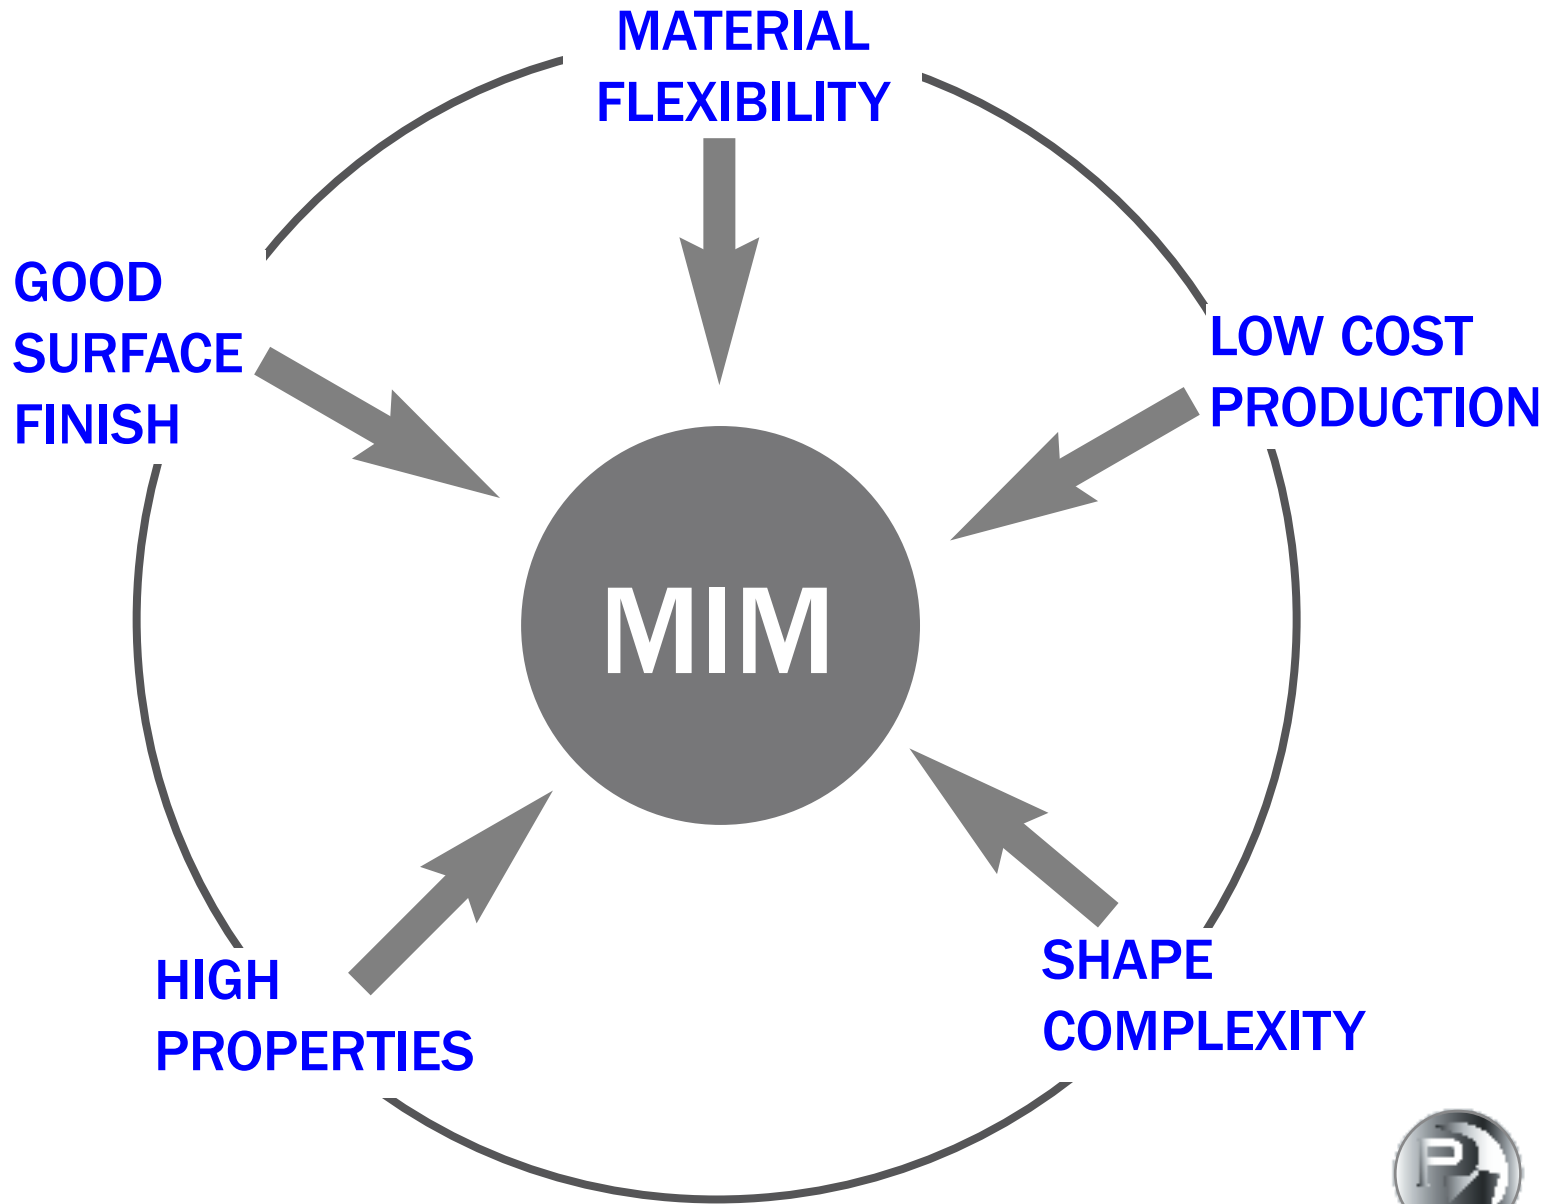 MATERIAL
FLEXIBILITY
GOOD
SURFACE
FINISH
LOW COST
PRODUCTION
MIM
HIGH
PROPERTIES
SHAPE
COMPLEXITY